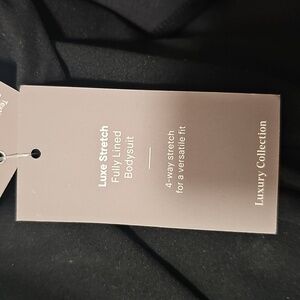 Luxe Stretch
Fully Lined
Bodysuit
4-way stretch
for a versatile fit
Luxury Collection